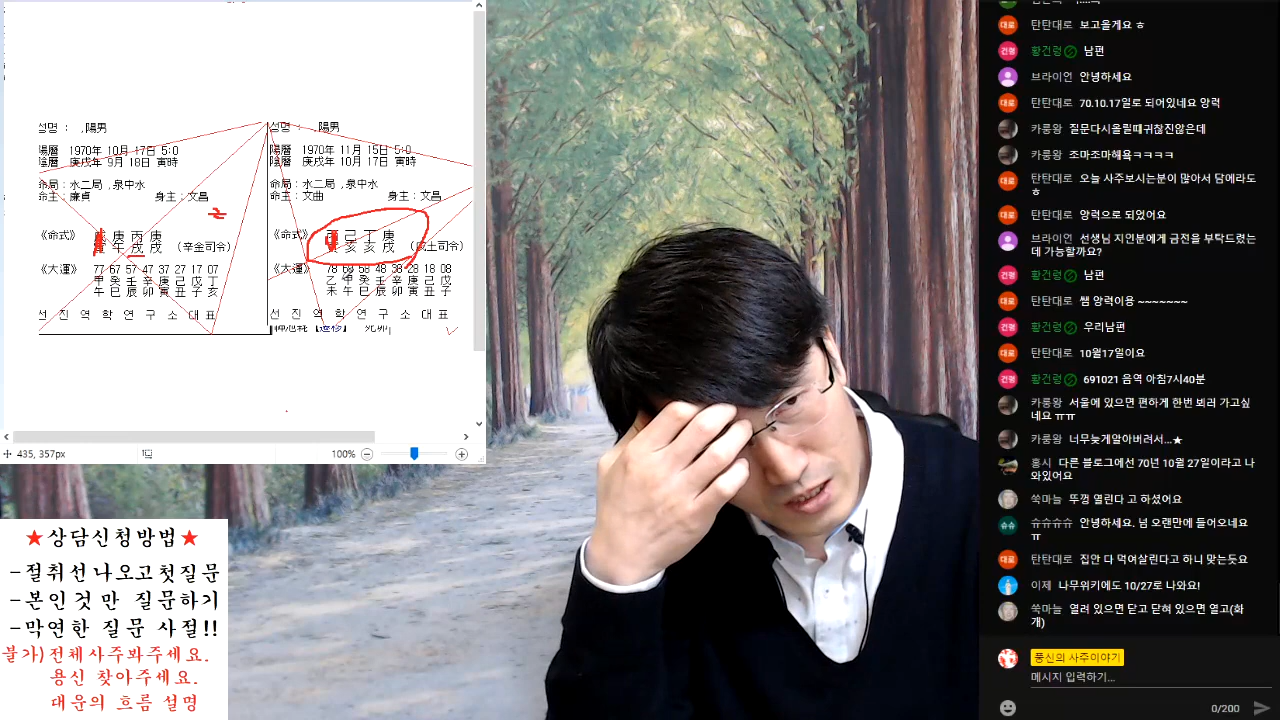 성명 : ,陽男
陽曆 1970年 10月 17日 5:0
陰曆 庚戌年 9月 18日 寅時
命局 : 水二局 ,泉中水
命主 : 廉貞 身主 : 文昌
《命式》 庚 丙 庚
午 戌 戌 (辛金司令)
《大運》 77 67 57 47 37 27 17 07
甲 癸 壬 辛 庚 己 戊 丁
午 巳 辰 卯 寅 丑 子 亥
선 진 역 학 연 구 소 대 표
성명 ,陽男
陽曆 1970年 11月 15日 5:0
陰曆 庚戌年 10月 17日 寅時
命局 : 水二局 ,泉中水
命主 : 文曲 身主 : 文昌
《命式》 己 丁 庚
亥 亥 戌 (戊土司令)
《大運》 78 68 58 48 38 28 18 08
乙 甲 癸 壬 辛 庚 己 戊
未 午 巳 辰 卯 寅 丑 子
선 진 역 학 연 구 소 대 표
435, 357px
100%
★상담신청방법★
-절취선나오고첫질문
-본인것만 질문하기
-막연한 질문 사절!!
불가)전체사주봐주세요.
용신 찾아주세요.
대운의 흐름 설명
대로 탄탄대로 보고올게요 ㅎ
건령 황건령 남편
브라이언 안녕하세요
대로 탄탄대로 70.10.17일로 되어있네요 양력
카룽왕 질문다시올릴때귀찮진않은데
카룽왕 조마조마해욬ㅋㅋㅋㅋ
대로 탄탄대로 오늘 사주보시는분이 많아서 담에라도
ㅎ
대로 탄탄대로 양력으로 되었어요
브라이언 선생님 지인분에게 금전을 부탁드렸는
데 가능할까요?
건령 황건령 남편
대로 탄탄대로 쌤 양력이용 ~~~~~~~
건령 황건령 우리남편
대로 탄탄대로 10월17일이요
건령 황건령 691021 음역 아침7시40분
카룽왕 서울에 있으면 편하게 한번 뵈러 가고싶
네요 ㅠㅠ
카룽왕 너무늦게알아버려서...★
홍시 다른 블로그에선 70년 10월 27일이라고 나
와있어요
쑥마늘 뚜껑 열린다 고 하셨어요
슈슈 슈슈슈슈 안녕하세요. 넘 오랜만에 들어오네요
ㅠ
대로 탄탄대로 집안 다 먹여살린다고 하니 맞는듯요
이제 나무위키에도 10/27로 나와요!
쑥마늘 열려 있으면 닫고 닫혀 있으면 열고(화
개)
풍신의 사주이야기
메시지 입력하기...
0/200